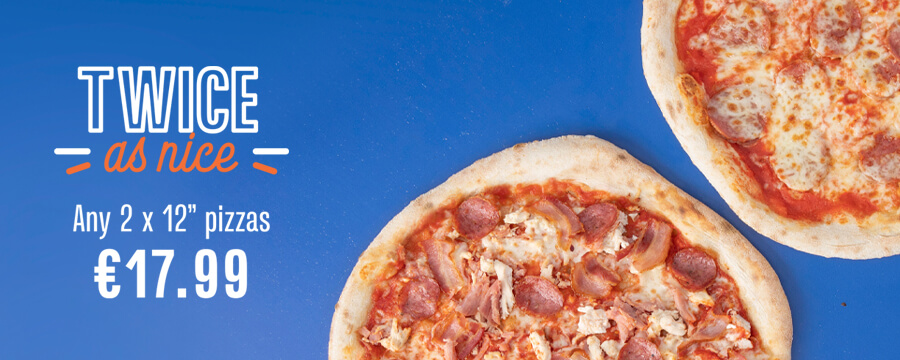 TWICE
as nice
Any 2 x 12” pizzas
€17.99